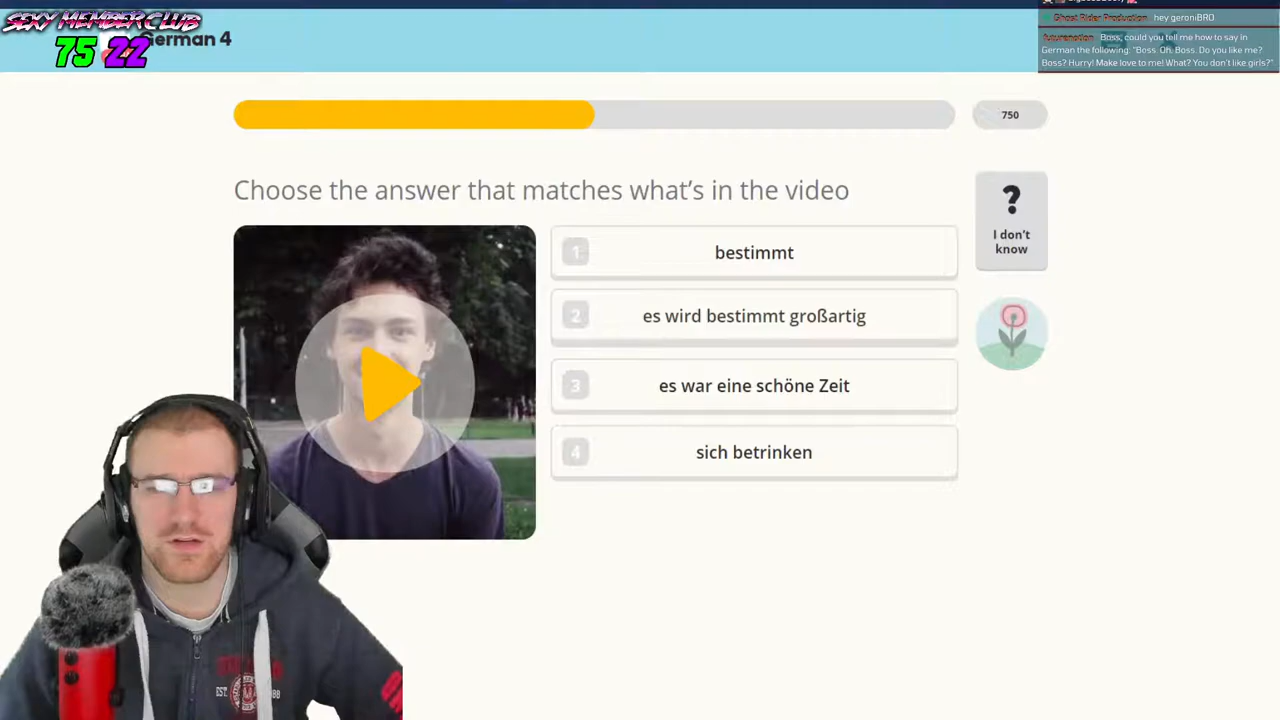 SEXY MEMBER CLUB
75 22
German 4
Ghost Rider Production hey geroniBRO
Boss, could you tell me how to say in
German the following: "Boss. Oh. Boss. Do you like me?
Boss? Hurry! Make love to me! What? You don't like girls?"
750
Choose the answer that matches what's in the video
?
I don't
know
1 bestimmt
2 es wird bestimmt großartig
3 es war eine schöne Zeit
4 sich betrinken